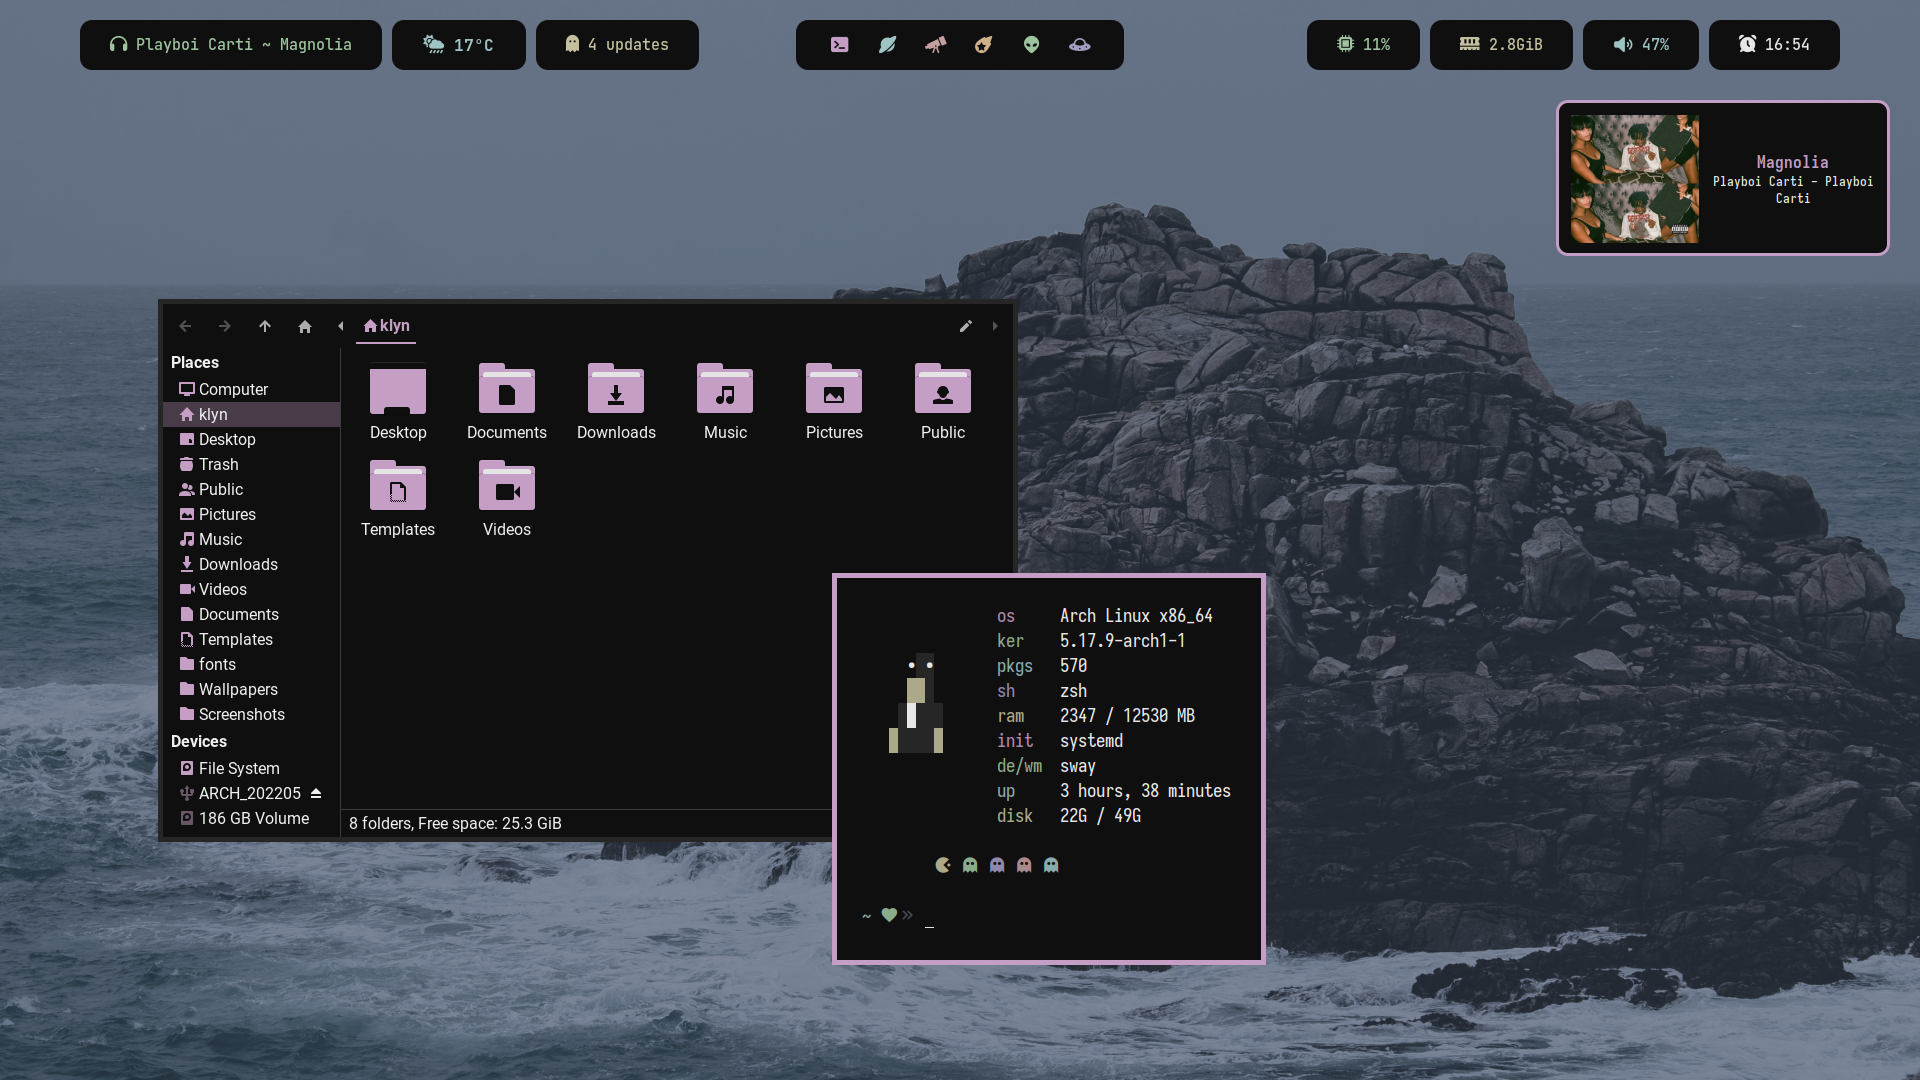 Playboi Carti ~ Magnolia
17°C
4 updates
11%
2.8GiB
47%
16:54
Magnolia
Playboi Carti - Playboi
Carti
klyn
Places
Computer
klyn
Desktop
Trash
Public
Pictures
Music
Downloads
Videos
Documents
Templates
fonts
Wallpapers
Screenshots
Devices
File System
ARCH_202205
186 GB Volume
Desktop
Documents
Downloads
Music
Pictures
Public
Templates
Videos
8 folders, Free space: 25.3 GiB
os Arch Linux x86_64
ker 5.17.9-arch1-1
pkgs 570
sh zsh
ram 2347 / 12530 MB
init systemd
de/wm sway
up 3 hours, 38 minutes
disk 22G / 49G
~ ♥ » _